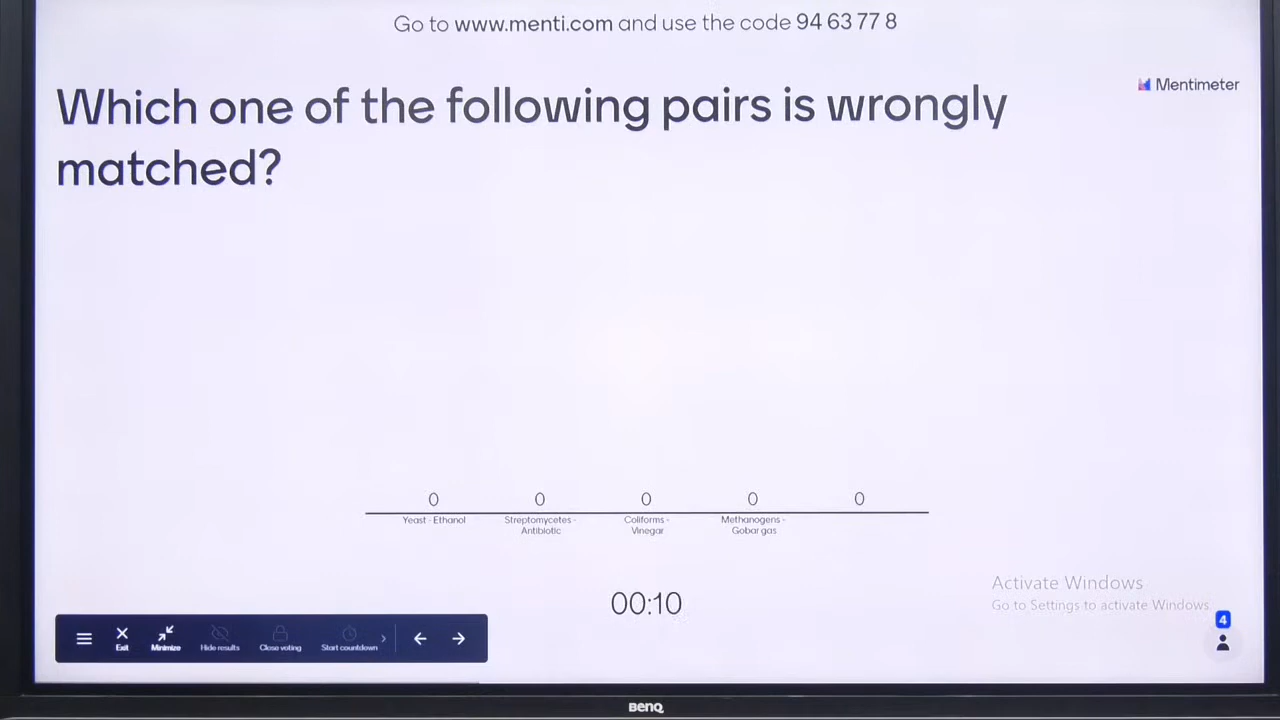 Go to www.menti.com and use the code 94 63 77 8
Mentimeter
Which one of the following pairs is wrongly
matched?
0 0 0 0 0
Yeast - Ethanol
Streptomycetes -
Antibiotic
Coliforms -
Vinegar
Methanogens -
Gobar gas
00:10
Activate Windows
Go to Settings to activate Windows.
4
Exit Minimize Hide results Close voting Start countdown
BenQ